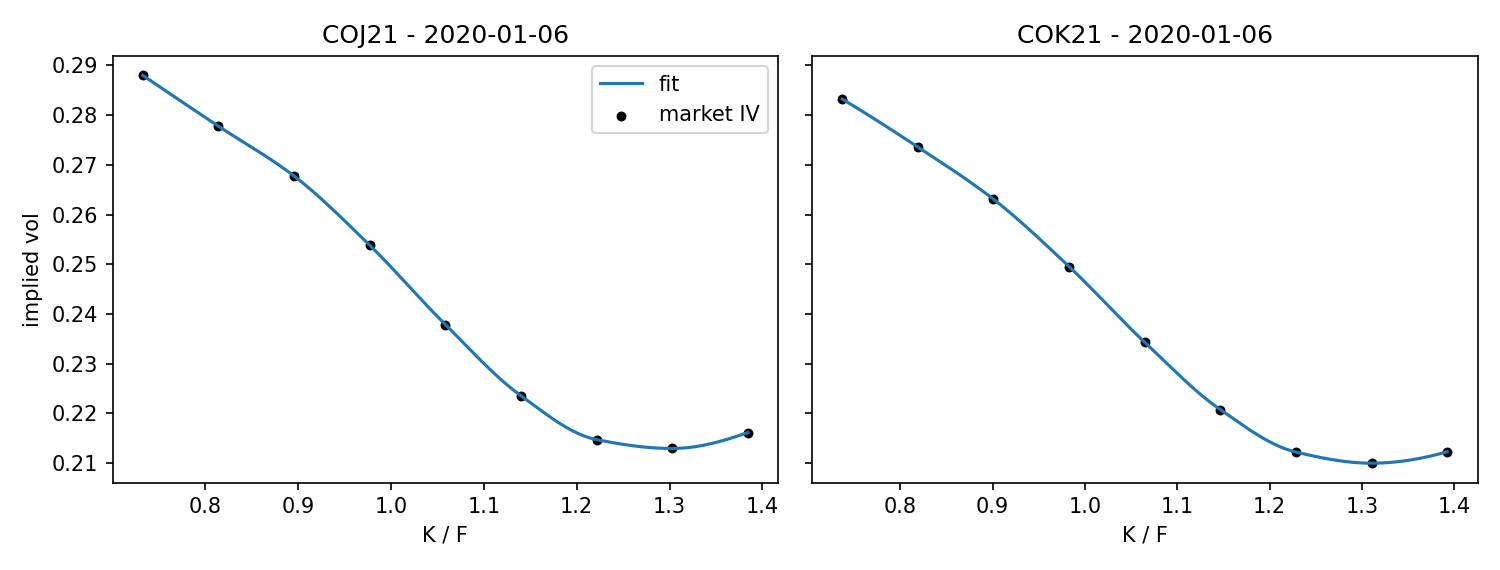 COJ21 - 2020-01-06
COK21 - 2020-01-06
0.29
0.28
0.27
0.26
0.25
0.24
0.23
0.22
0.21
implied vol
fit
market IV
0.8 0.9 1.0 1.1 1.2 1.3 1.4
K / F
0.8 0.9 1.0 1.1 1.2 1.3 1.4
K / F